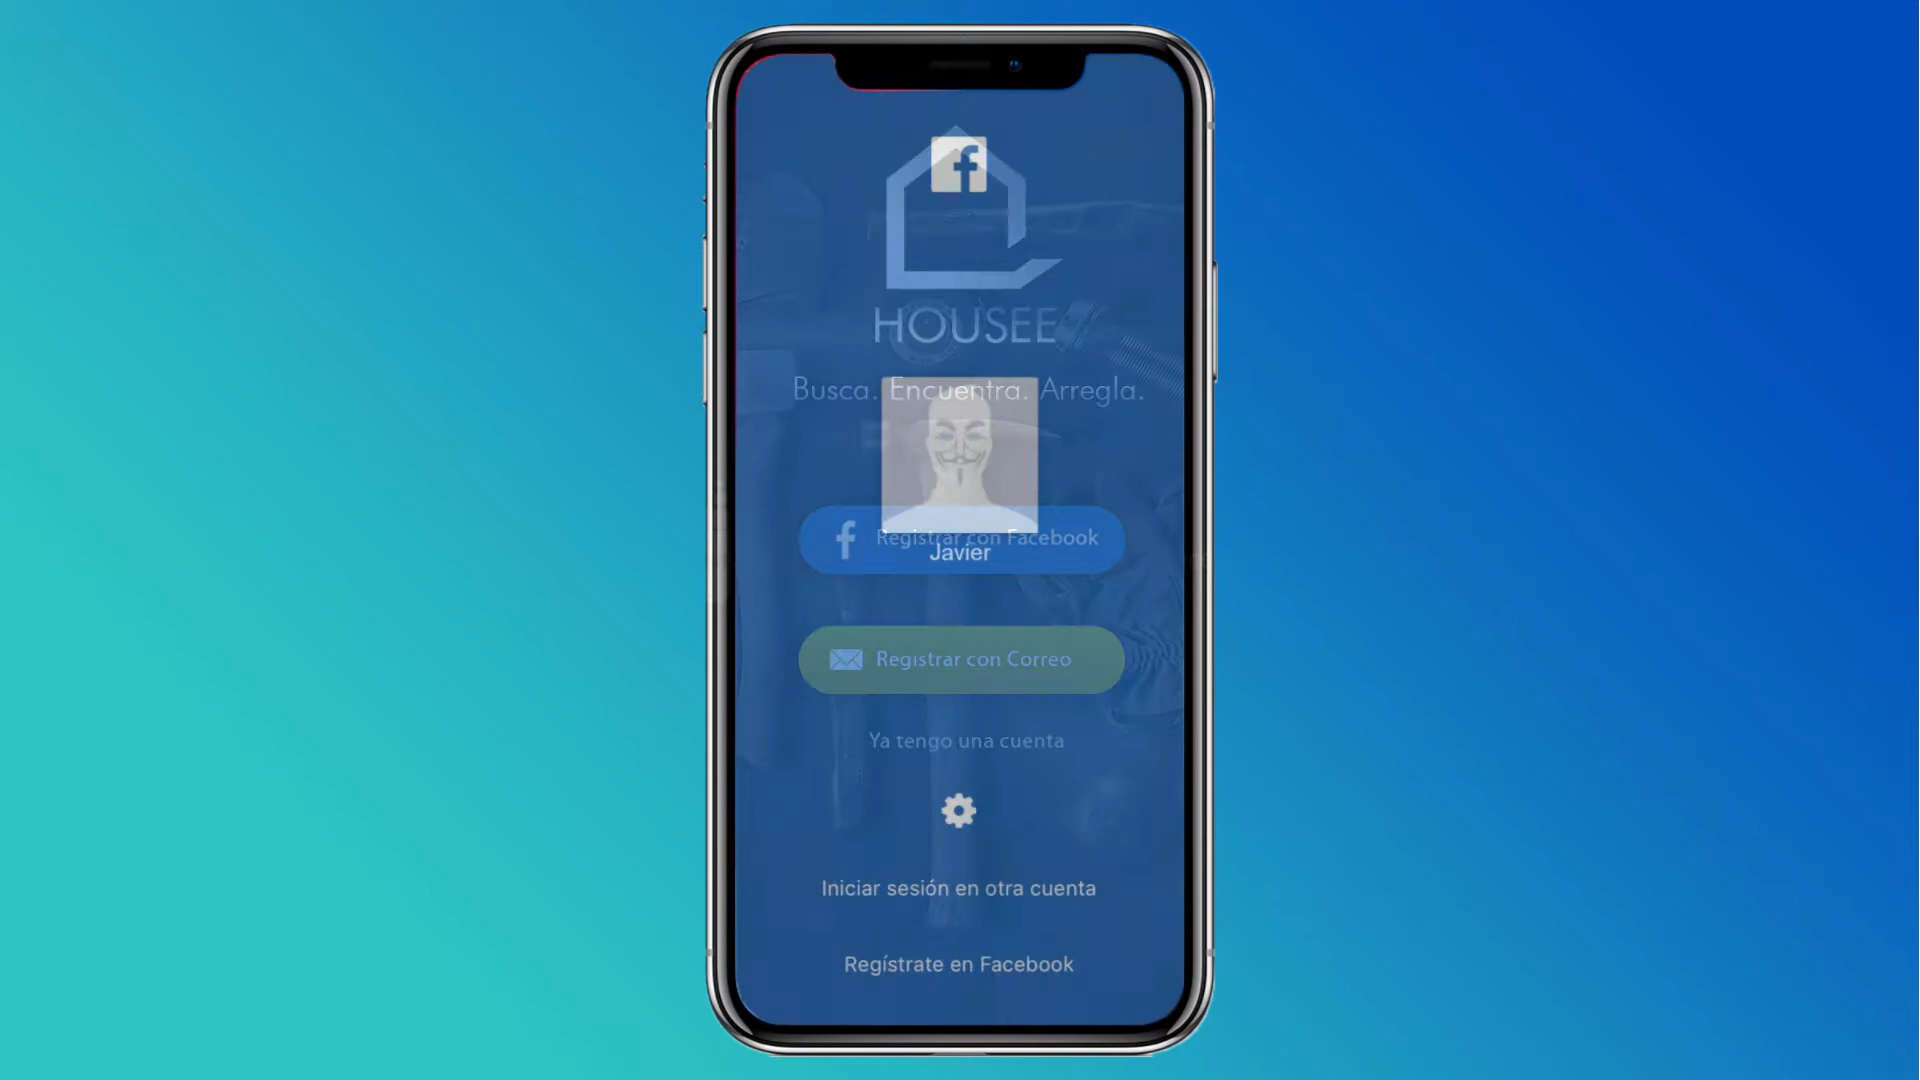 HOUSEE
Busca. Encuentra. Arregla.
Registrar con Facebook
Javier
Registrar con Correo
Ya tengo una cuenta
Iniciar sesión en otra cuenta
Regístrate en Facebook